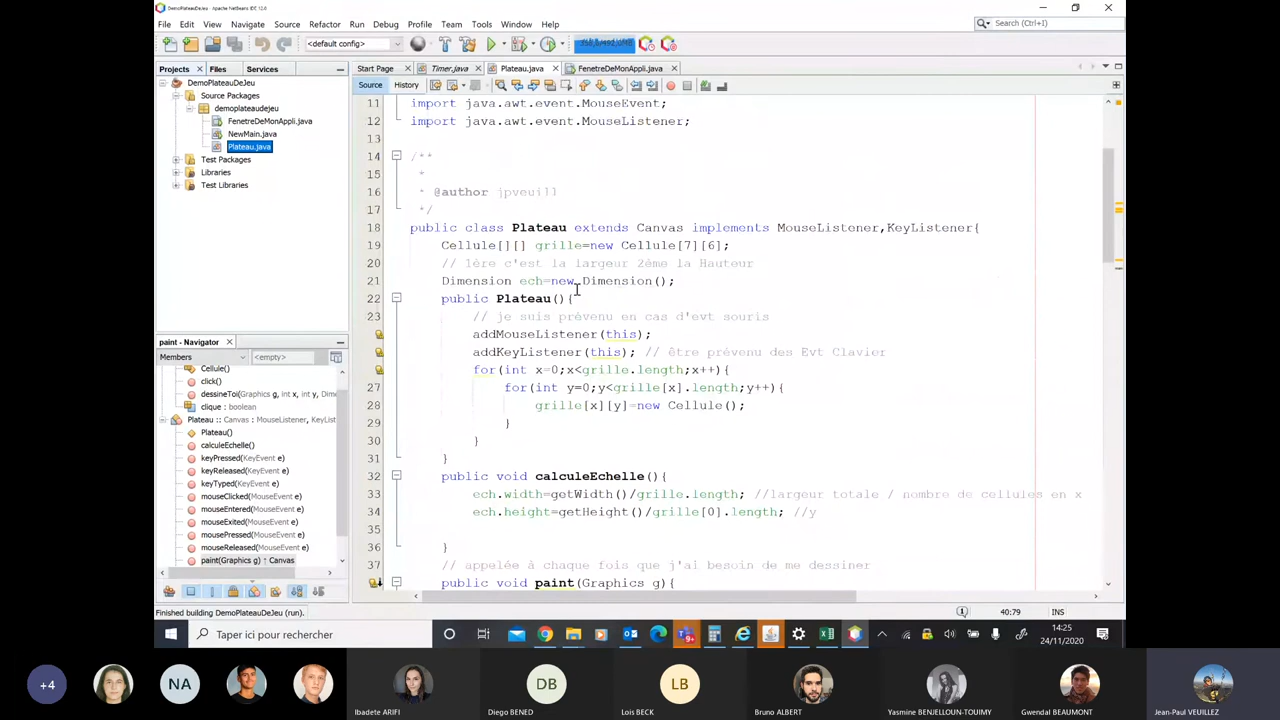 DemoPlateauDeJeu - Apache NetBeans IDE 12.0
File Edit View Navigate Source Refactor Run Debug Profile Team Tools Window Help
Search (Ctrl+I)
<default config>
Projects Files Services
Start Page Timer.java Plateau.java FenetreDeMonAppli.java
Source History
DemoPlateauDeJeu
Source Packages
demoplateaudejeu
FenetreDeMonAppli.java
NewMain.java
Plateau.java
Test Packages
Libraries
Test Libraries
paint - Navigator
Members <empty>
Cellule()
click()
dessineToi(Graphics g, int x, int y, Dim
clique : boolean
Plateau :: Canvas : MouseListener, KeyList
Plateau()
calculeEchelle()
keyPressed(KeyEvent e)
keyReleased(KeyEvent e)
keyTyped(KeyEvent e)
mouseClicked(MouseEvent e)
mouseEntered(MouseEvent e)
mouseExited(MouseEvent e)
mousePressed(MouseEvent e)
mouseReleased(MouseEvent e)
paint(Graphics g) ↑ Canvas
11 import java.awt.event.MouseEvent;
12 import java.awt.event.MouseListener;
13
14 /**
15 *
16 * @author jpveuill
17 */
18 public class Plateau extends Canvas implements MouseListener,KeyListener{
19 Cellule[][] grille=new Cellule[7][6];
20 // 1ère c'est la largeur 2ème la Hauteur
21 Dimension ech=new Dimension();
22 public Plateau(){
23 // je suis prévenu en cas d'evt souris
addMouseListener(this);
addKeyListener(this); // être prévenu des Evt Clavier
for(int x=0;x<grille.length;x++){
27 for(int y=0;y<grille[x].length;y++){
28 grille[x][y]=new Cellule();
29 }
30 }
31 }
32 public void calculeEchelle(){
33 ech.width=getWidth()/grille.length; //largeur totale / nombre de cellules en x
34 ech.height=getHeight()/grille[0].length; //y
35
36 }
37 // appelée à chaque fois que j'ai besoin de me dessiner
public void paint(Graphics g){
Finished building DemoPlateauDeJeu (run).
40:79 INS
Taper ici pour rechercher
9+
14:25
24/11/2020
+4
NA
Ibadete ARIFI
DB
Diego BENED
LB
Lois BECK
Bruno ALBERT
Yasmine BENJELLOUN-TOUIMY
Gwendal BEAUMONT
Jean-Paul VEUILLEZ